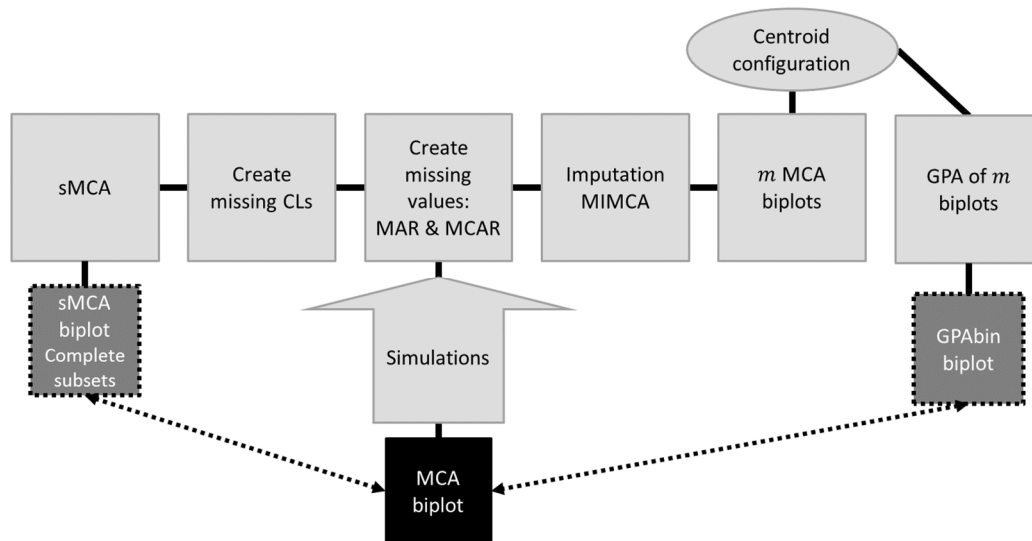 Centroid
configuration
sMCA
Create
missing CLs
Create
missing
values:
MAR & MCAR
Imputation
MIMCA
m MCA
biplots
GPA of m
biplots
sMCA
biplot
Complete
subsets
Simulations
GPAbin
biplot
MCA
biplot